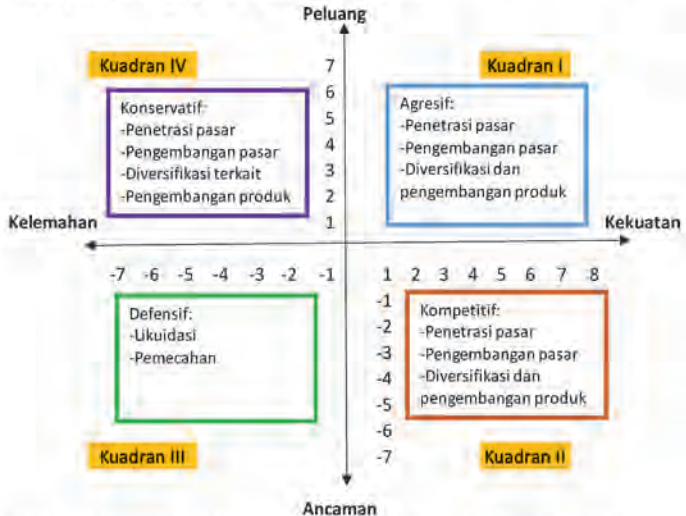 Peluang
Kuadran IV
Kuadran I
7
6
5
4
3
2
1
Konservatif:
-Penetrasi pasar
-Pengembangan pasar
-Diversifikasi terkait
-Pengembangan produk
Agresif:
-Penetrasi pasar
-Pengembangan pasar
-Diversifikasi dan
pengembangan produk
Kelemahan
Kekuatan
-7 -6 -5 -4 -3 -2 -1
1 2 3 4 5 6 7 -8
-1
-2
-3
-4
-5
-6
-7
Defensif:
-Likuidasi
-Pemecahan
Kompetitif:
-Penetrasi pasar
-Pengembangan pasar
-Diversifikasi dan
pengembangan produk
Kuadran III
Kuadran II
Ancaman